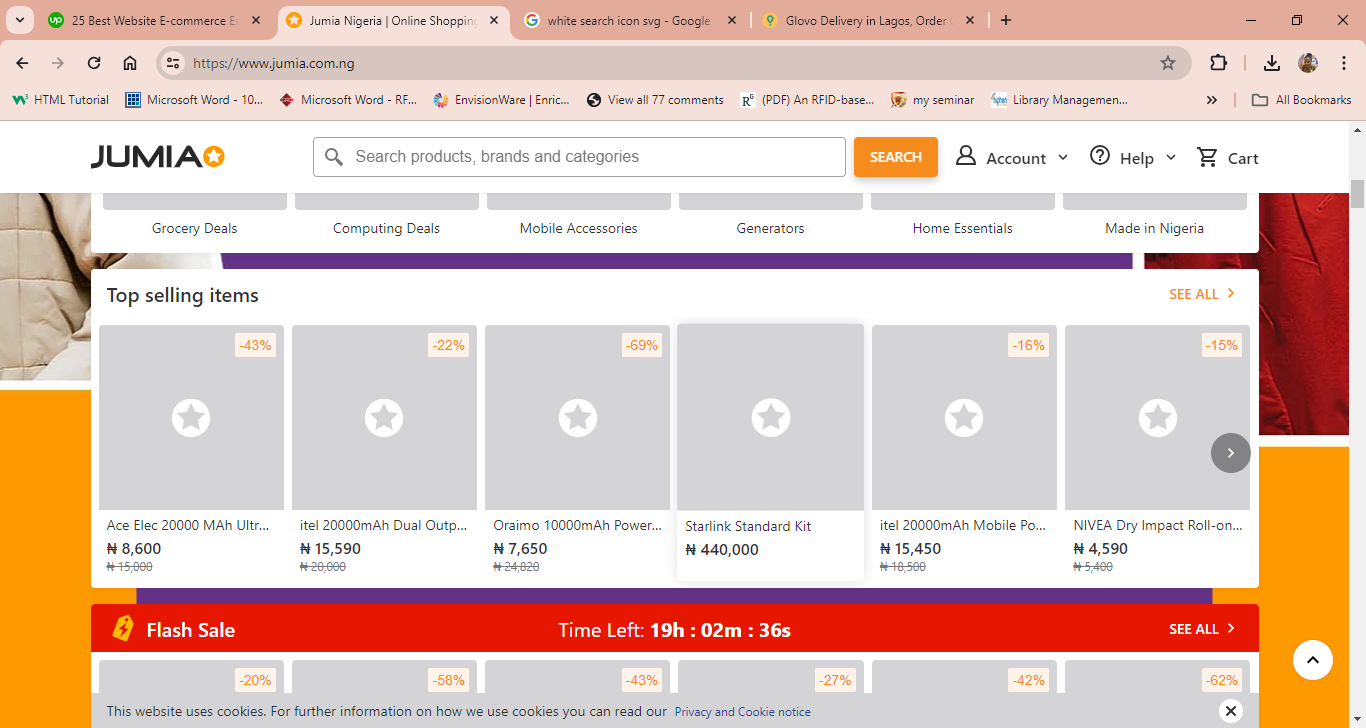 25 Best Website E-commerce E
Jumia Nigeria | Online Shopping
white search icon svg - Google
Glovo Delivery in Lagos, Order
https://www.jumia.com.ng
HTML Tutorial
Microsoft Word - 10...
Microsoft Word - RF...
EnvisionWare | Enric...
View all 77 comments
(PDF) An RFID-base...
my seminar
Library Managemen...
All Bookmarks
JUMIA
Search products, brands and categories
SEARCH
Account
Help
Cart
Grocery Deals
Computing Deals
Mobile Accessories
Generators
Home Essentials
Made in Nigeria
Top selling items
SEE ALL
-43%
-22%
-69%
-16%
-15%
Ace Elec 20000 MAh Ultr...
itel 20000mAh Dual Outp...
Oraimo 10000mAh Power...
Starlink Standard Kit
itel 20000mAh Mobile Po...
NIVEA Dry Impact Roll-on...
₦ 8,600
₦ 15,590
₦ 7,650
₦ 440,000
₦ 15,450
₦ 4,590
₦ 15,000
₦ 20,000
₦ 24,820
₦ 18,500
₦ 5,400
Flash Sale
Time Left: 19h : 02m : 36s
SEE ALL
-20%
-58%
-43%
-27%
-42%
-62%
This website uses cookies. For further information on how we use cookies you can read our Privacy and Cookie notice